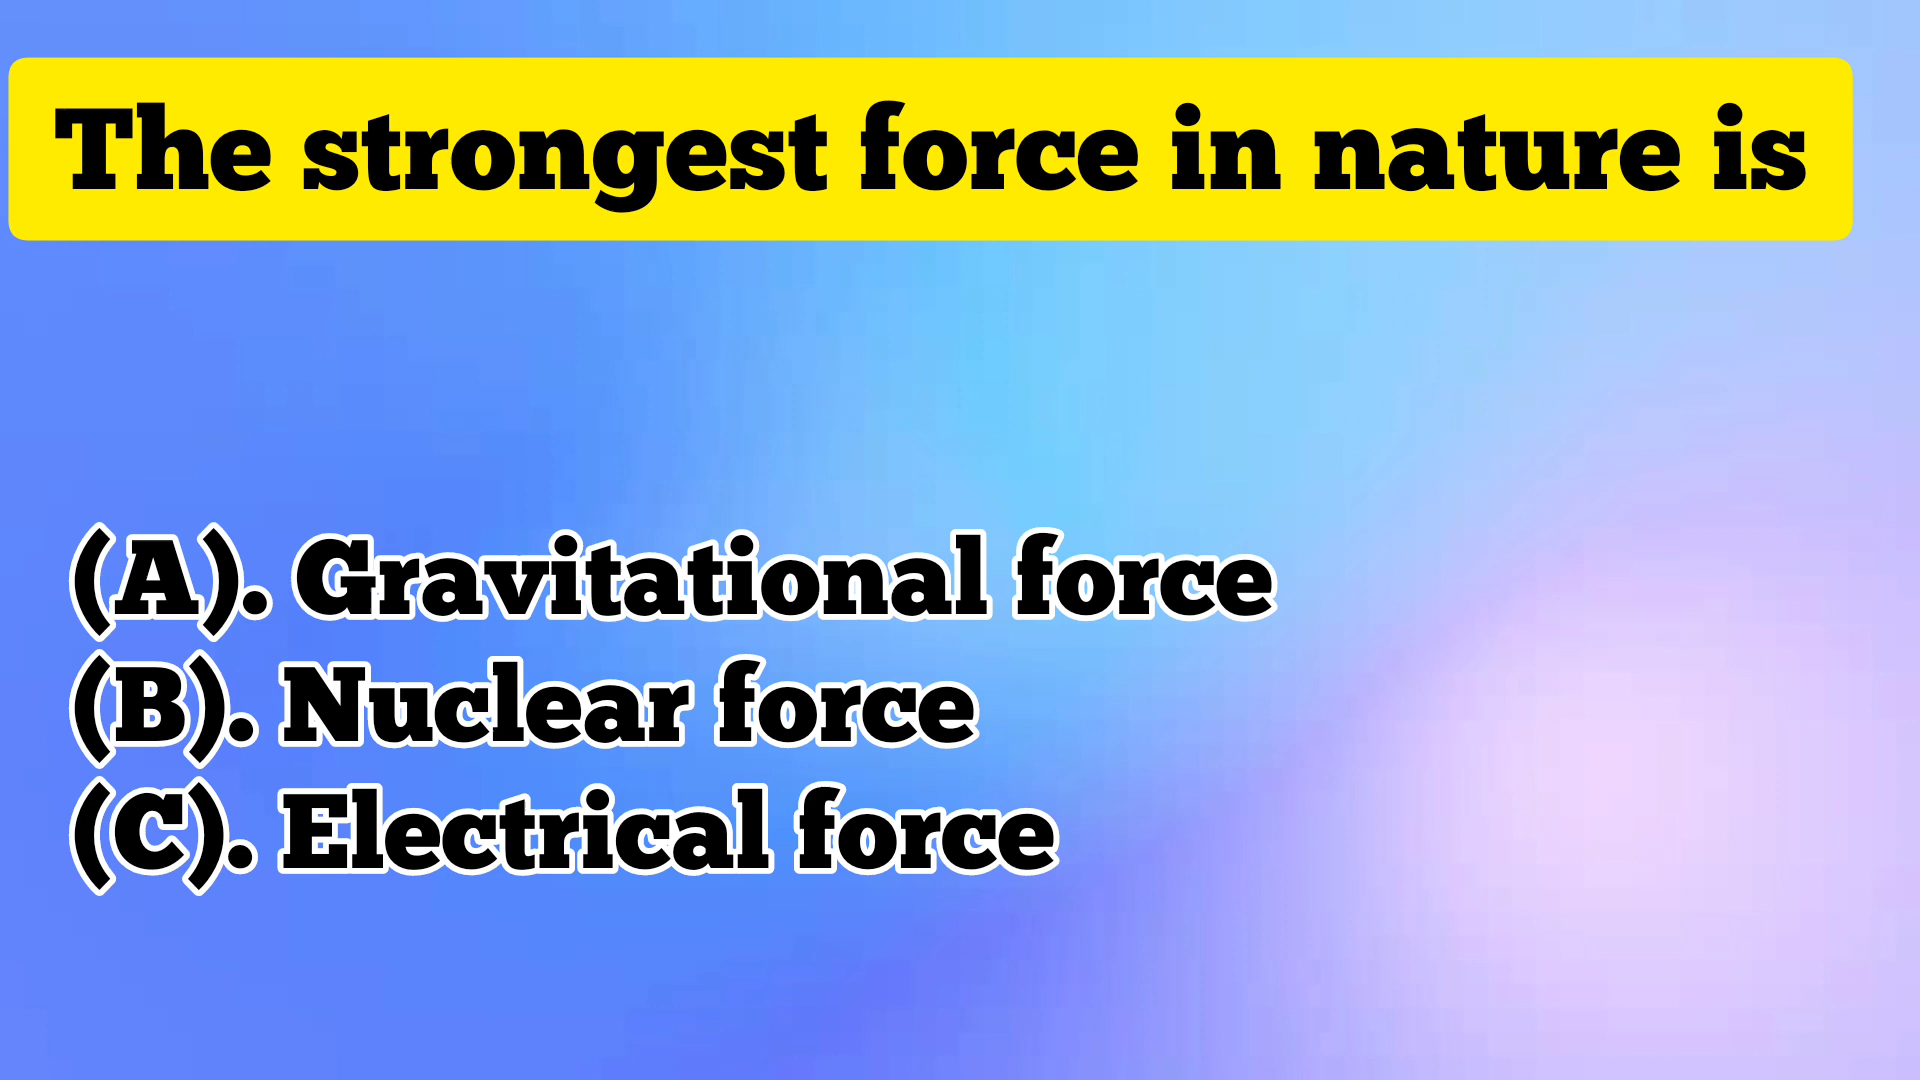 The strongest force in nature is
(A). Gravitational force
(B). Nuclear force
(C). Electrical force